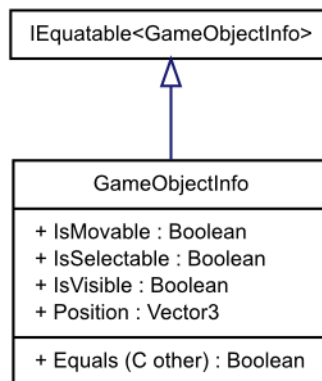 IEquatable<GameObjectInfo>
GameObjectInfo
+ IsMovable : Boolean
+ IsSelectable : Boolean
+ IsVisible : Boolean
+ Position : Vector3
+ Equals (C other) : Boolean